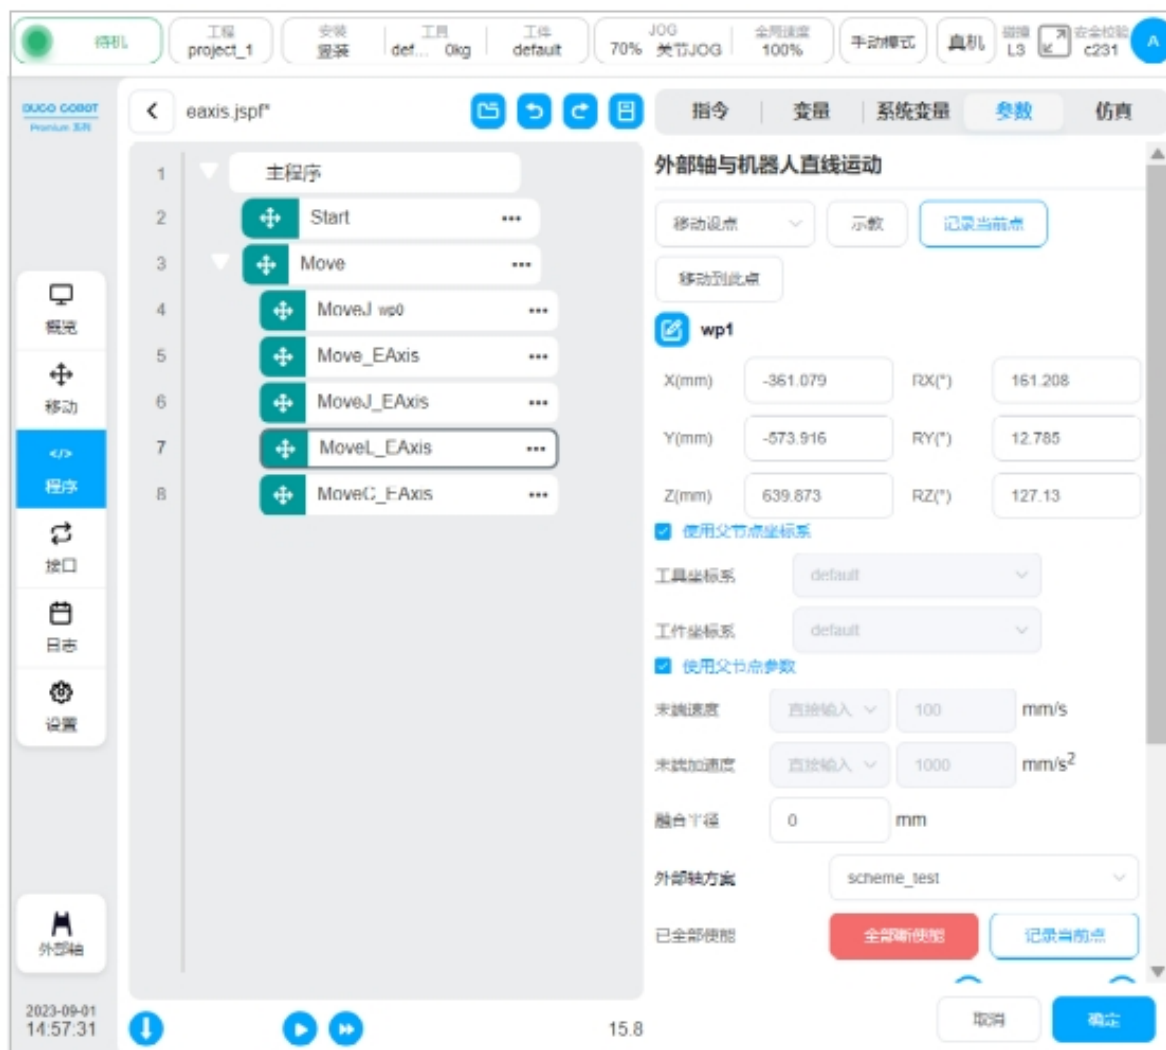 待机
工程 安装 工具 工件 JOG 全局速度 碰撞 安全校验
project_1 竖装 def... 0kg default 70% 关节JOG 100% 手动模式 真机 L3 c231 A
DUCO COBOT
Premium 系列
eaxis.jspf*
指令 变量 系统变量 参数 仿真
1 主程序
2 Start •••
3 Move •••
4 MoveJ wp0 •••
5 Move_EAxis •••
6 MoveJ_EAxis •••
7 MoveL_EAxis •••
8 MoveC_EAxis •••
概览
移动
</>
程序
接口
日志
设置
外部轴
2023-09-01
14:57:31
15.8
外部轴与机器人直线运动
移动设点 示教 记录当前点
移动到此点
wp1
X(mm) -361.079 RX(°) 161.208
Y(mm) -573.916 RY(°) 12.785
Z(mm) 639.873 RZ(°) 127.13
使用父节点坐标系
工具坐标系 default
工件坐标系 default
使用父节点参数
末端速度 直接输入 100 mm/s
末端加速度 直接输入 1000 mm/s²
融合半径 0 mm
外部轴方案 scheme_test
已全部使能 全部断使能 记录当前点
取消 确定